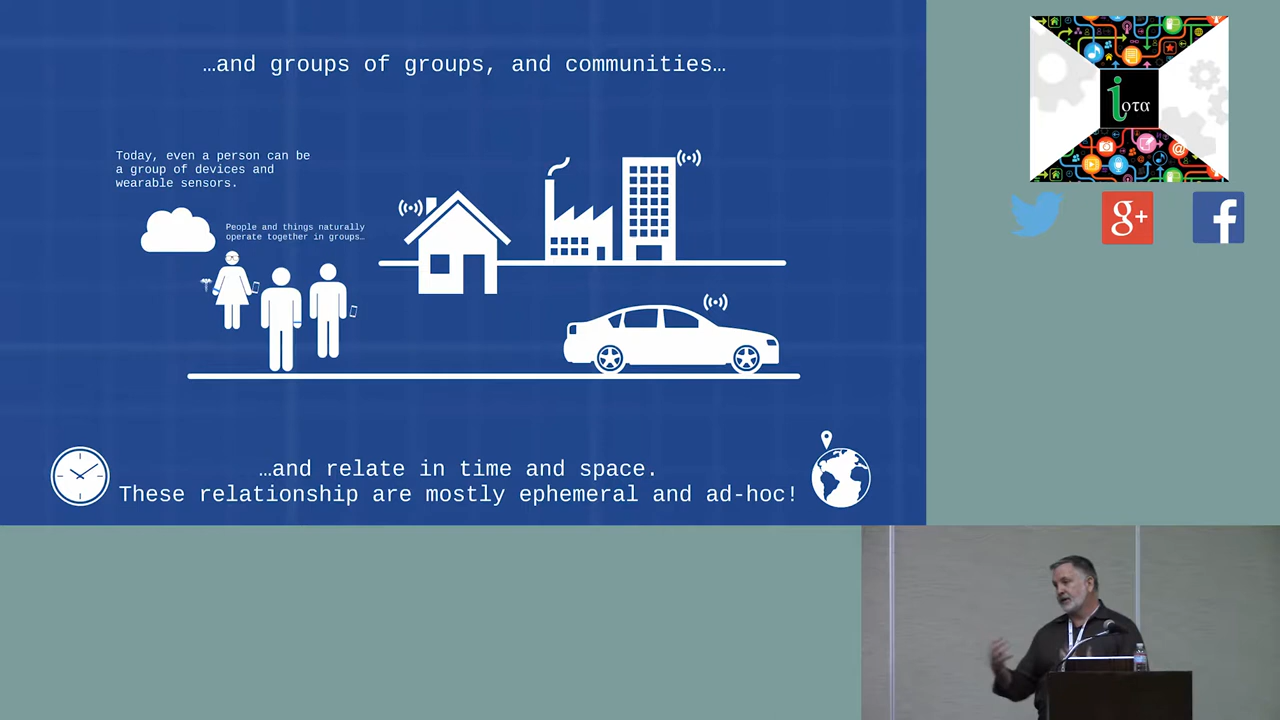 …and groups of groups, and communities…
Today, even a person can be
a group of devices and
wearable sensors.
People and things naturally
operate together in groups…
…and relate in time and space.
These relationship are mostly ephemeral and ad-hoc!
iοτα
g+
f
@